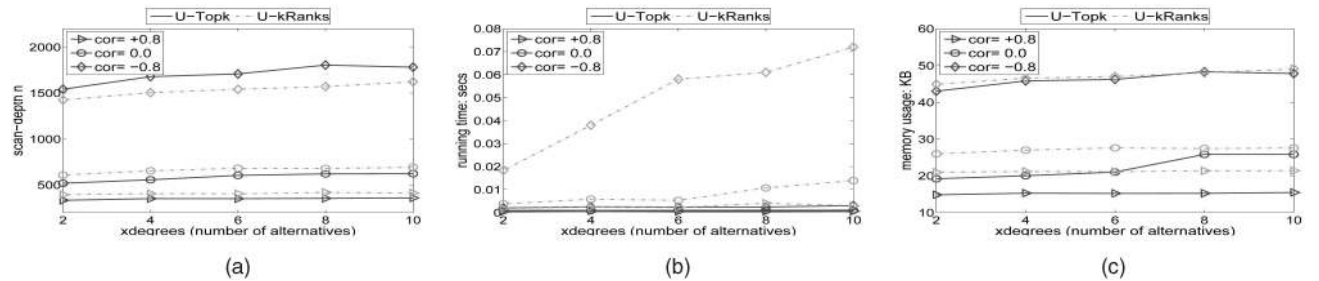 U-Topk U-kRanks
cor= +0.8
cor= 0.0
cor= -0.8
2000
1500
1000
500
scan-depth n
2 4 6 8 10
xdegrees (number of alternatives)
(a)
U-Topk U-kRanks
cor= +0.8
cor= 0.0
cor= -0.8
0.08
0.07
0.06
0.05
0.04
0.03
0.02
0.01
0
running time: secs
2 4 6 8 10
xdegrees (number of alternatives)
(b)
U-Topk U-kRanks
cor= +0.8
cor= 0.0
cor= -0.8
60
50
40
30
20
10
memory usage: KB
2 4 6 8 10
xdegrees (number of alternatives)
(c)